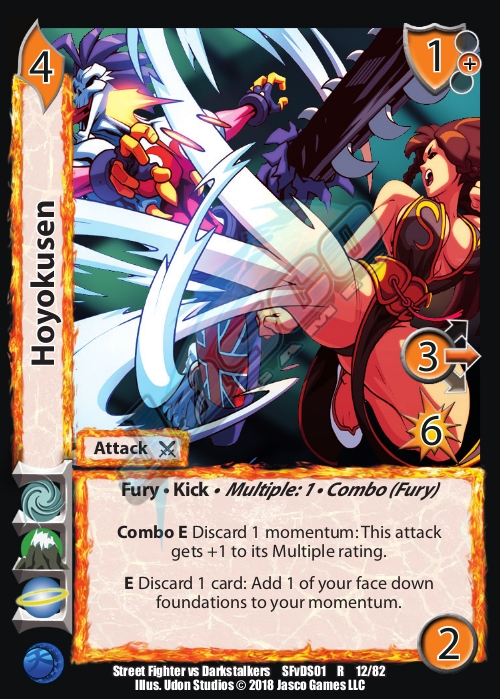 4
1
+
Hoyokusen
3
6
Attack
Fury • Kick • Multiple: 1 • Combo (Fury)
Combo E Discard 1 momentum: This attack
gets +1 to its Multiple rating.
E Discard 1 card: Add 1 of your face down
foundations to your momentum.
2
Street Fighter vs Darkstalkers SFvDS01 R 12/82
Illus. Udon Studios © 2018 Jasco Games LLC